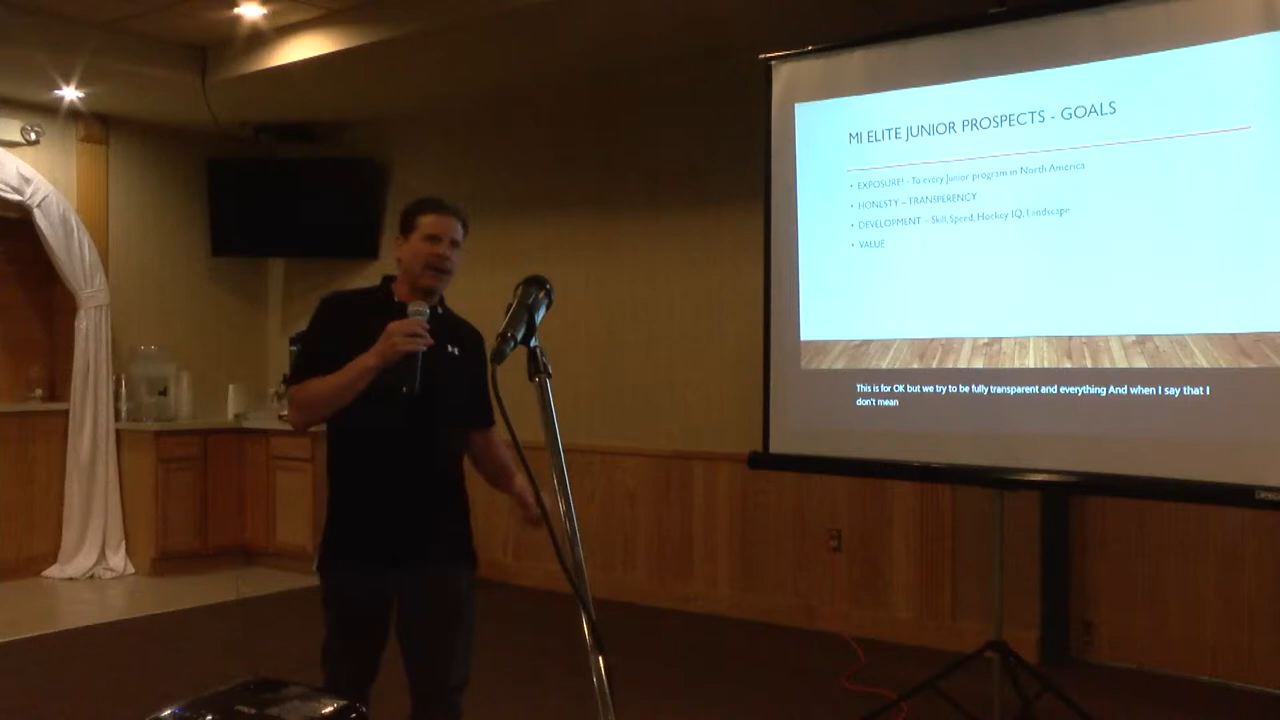 MI ELITE JUNIOR PROSPECTS - GOALS
• EXPOSURE! - To every Junior program in North America
• HONESTY – TRANSPERENCY
• DEVELOPMENT – Skill, Speed, Hockey IQ, Landscape
• VALUE
This is for OK but we try to be fully transparent and everything And when I say that I
don't mean